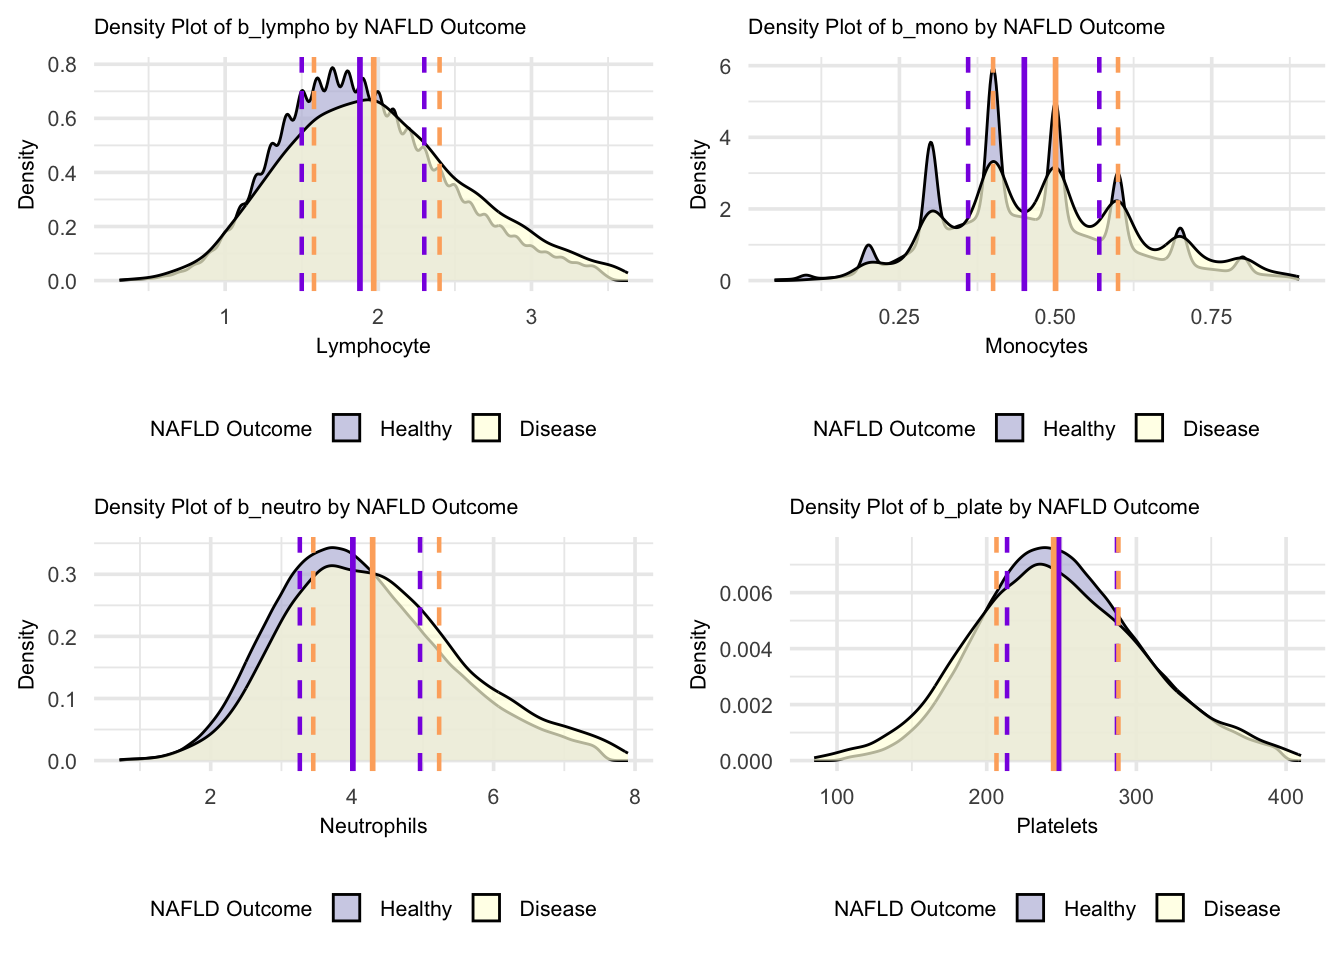 Density Plot of b_lympho by NAFLD Outcome
Density
0.8
0.6
0.4
0.2
0.0
1 2 3
Lymphocyte
NAFLD Outcome Healthy Disease
Density Plot of b_mono by NAFLD Outcome
Density
6
4
2
0
0.25 0.50 0.75
Monocytes
NAFLD Outcome Healthy Disease
Density Plot of b_neutro by NAFLD Outcome
Density
0.3
0.2
0.1
0.0
2 4 6 8
Neutrophils
NAFLD Outcome Healthy Disease
Density Plot of b_plate by NAFLD Outcome
Density
0.006
0.004
0.002
0.000
100 200 300 400
Platelets
NAFLD Outcome Healthy Disease